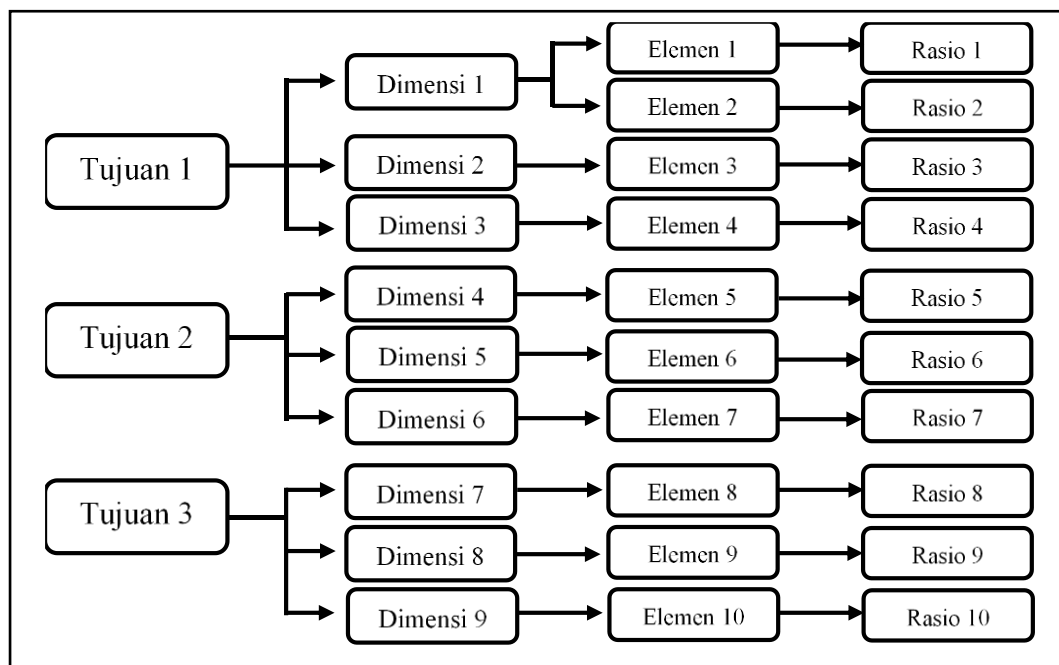 Elemen 1
Rasio 1
Dimensi 1
Elemen 2
Rasio 2
Tujuan 1
Dimensi 2
Elemen 3
Rasio 3
Dimensi 3
Elemen 4
Rasio 4
Dimensi 4
Elemen 5
Rasio 5
Tujuan 2
Dimensi 5
Elemen 6
Rasio 6
Dimensi 6
Elemen 7
Rasio 7
Tujuan 3
Dimensi 7
Elemen 8
Rasio 8
Dimensi 8
Elemen 9
Rasio 9
Dimensi 9
Elemen 10
Rasio 10